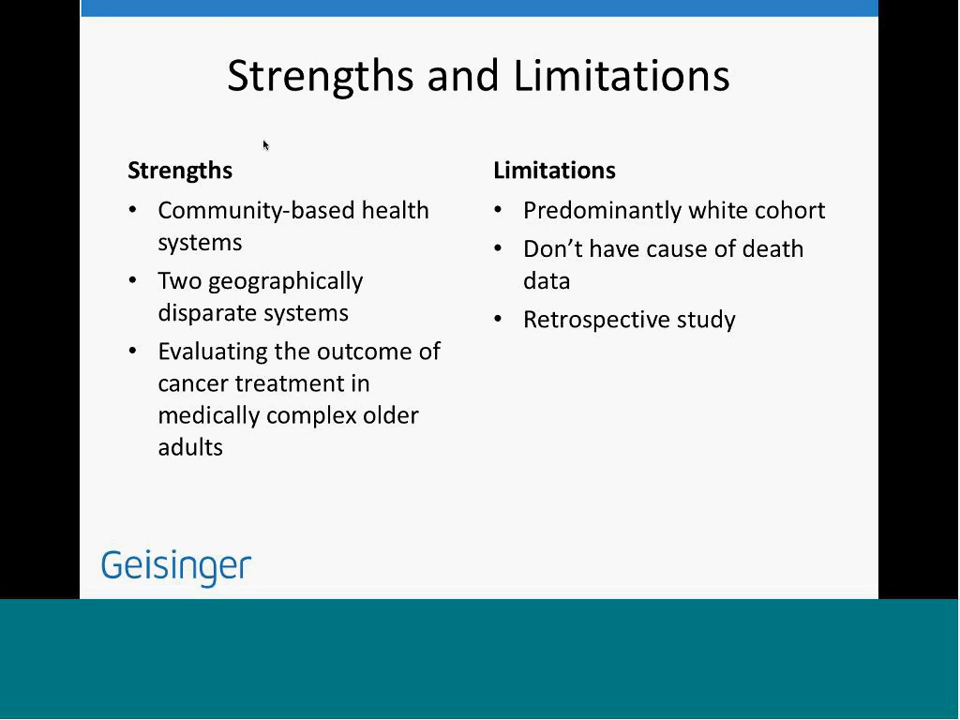 Strengths and Limitations
Strengths
• Community-based health
systems
• Two geographically
disparate systems
• Evaluating the outcome of
cancer treatment in
medically complex older
adults
Limitations
• Predominantly white cohort
• Don’t have cause of death
data
• Retrospective study
Geisinger